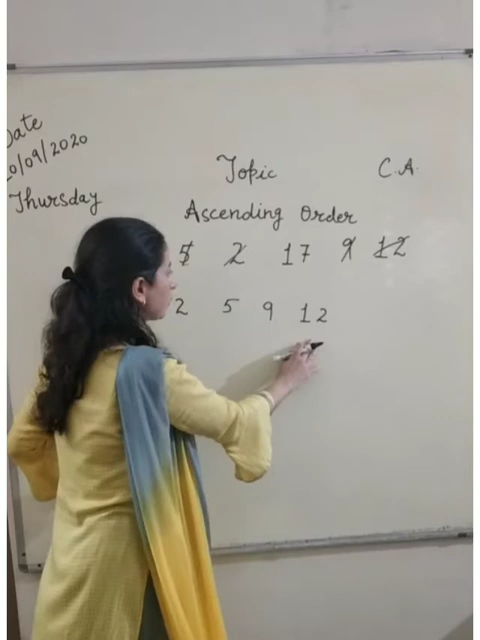 Date
0/09/2020
Thursday
Topic C.A.
Ascending Order
5 2 17 9 12
2 5 9 12